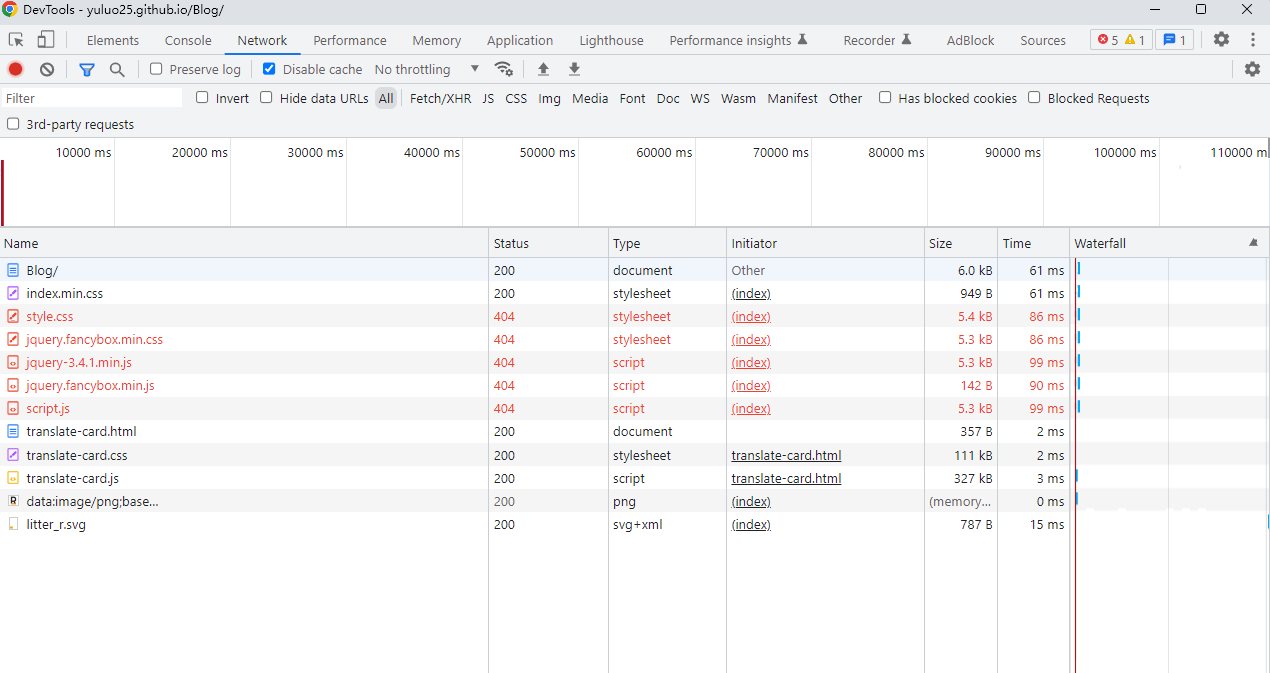 DevTools - yuluo25.github.io/Blog/
Elements Console Network Performance Memory Application Lighthouse Performance insights Recorder AdBlock Sources 5 1 1
Preserve log Disable cache No throttling
Filter Invert Hide data URLs All Fetch/XHR JS CSS Img Media Font Doc WS Wasm Manifest Other Has blocked cookies Blocked Requests
3rd-party requests
10000 ms 20000 ms 30000 ms 40000 ms 50000 ms 60000 ms 70000 ms 80000 ms 90000 ms 100000 ms 110000 m
Name Status Type Initiator Size Time Waterfall
Blog/ 200 document Other 6.0 kB 61 ms
index.min.css 200 stylesheet (index) 949 B 61 ms
style.css 404 stylesheet (index) 5.4 kB 86 ms
jquery.fancybox.min.css 404 stylesheet (index) 5.3 kB 86 ms
jquery-3.4.1.min.js 404 script (index) 5.3 kB 99 ms
jquery.fancybox.min.js 404 script (index) 142 B 90 ms
script.js 404 script (index) 5.3 kB 99 ms
translate-card.html 200 document 357 B 2 ms
translate-card.css 200 stylesheet translate-card.html 111 kB 2 ms
translate-card.js 200 script translate-card.html 327 kB 3 ms
data:image/png;base... 200 png (index) (memory... 0 ms
litter_r.svg 200 svg+xml (index) 787 B 15 ms